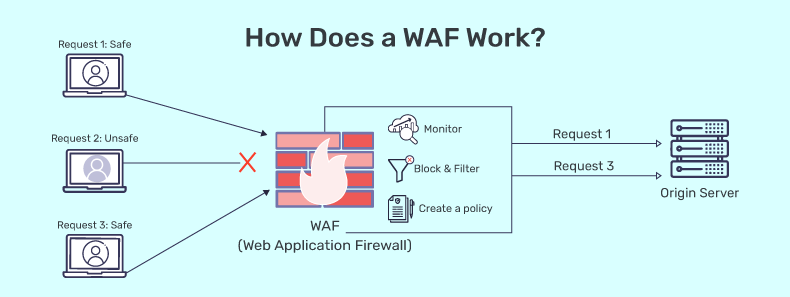 How Does a WAF Work?
Request 1: Safe
Request 2: Unsafe
Request 3: Safe
WAF
(Web Application Firewall)
Monitor
Block & Filter
Create a policy
Request 1
Request 3
Origin Server